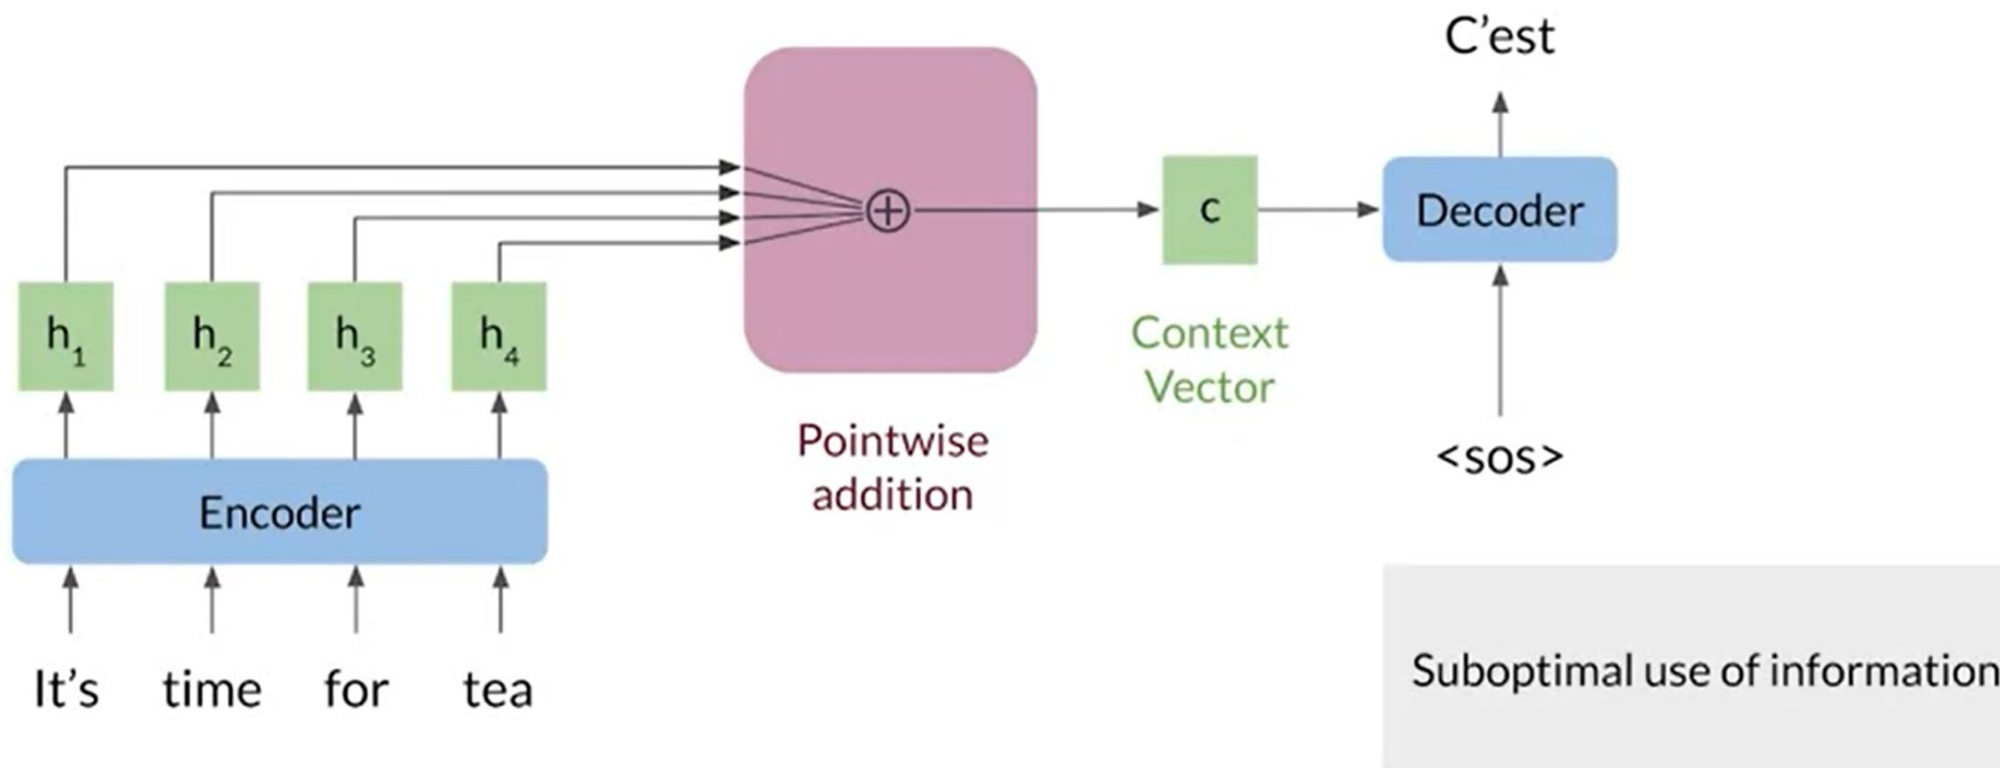 C’est
c
Decoder
h1
h2
h3
h4
Context
Vector
Pointwise
addition
<sos>
Encoder
It’s
time
for
tea
Suboptimal use of information